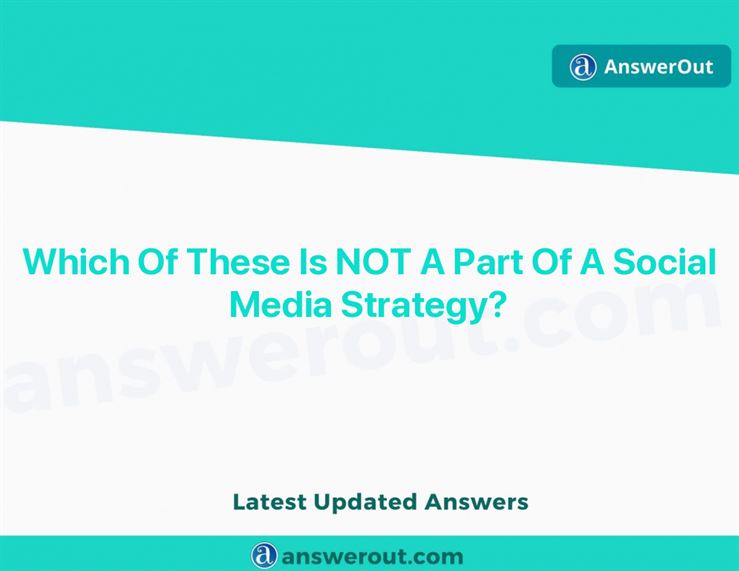 AnswerOut
Which Of These Is NOT A Part Of A Social
Media Strategy?
answerout.com
Latest Updated Answers
answerout.com